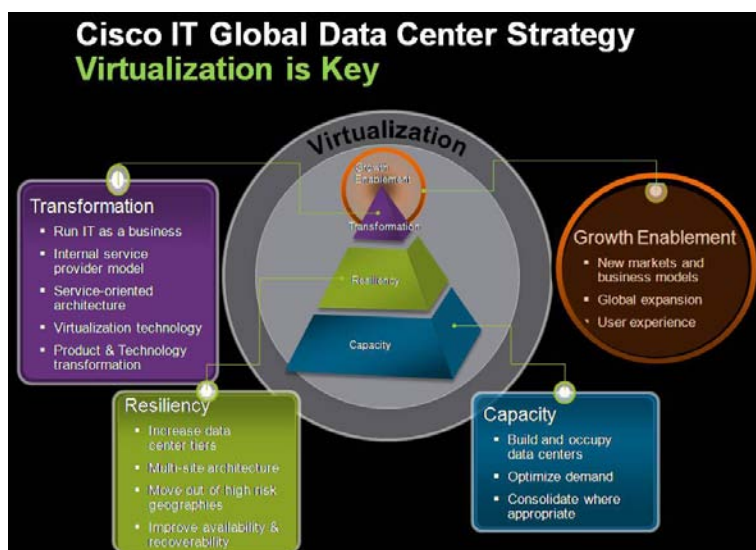 Cisco IT Global Data Center Strategy
Virtualization is Key
Virtualization
Growth
Enablement
Transformation
Resiliency
Capacity
Transformation
• Run IT as a business
• Internal service
provider model
• Service-oriented
architecture
• Virtualization technology
• Product & Technology
transformation
Growth Enablement
• New markets and
business models
• Global expansion
• User experience
Resiliency
• Increase data
center tiers
• Multi-site architecture
• Move out of high risk
geographies
• Improve availability &
recoverability
Capacity
• Build and occupy
data centers
• Optimize demand
• Consolidate where
appropriate